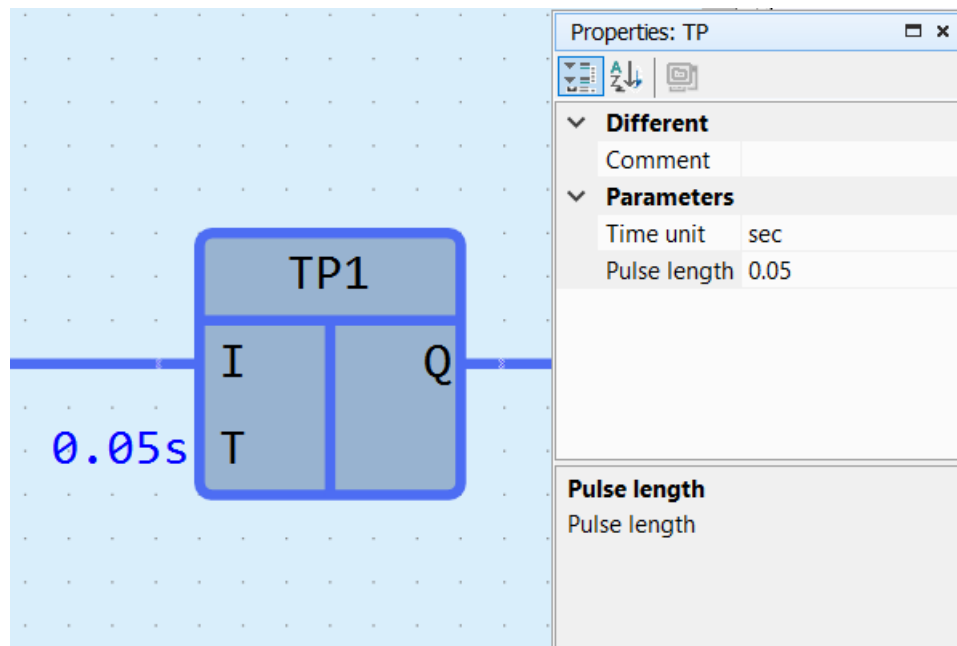 Properties: TP
Different
Comment
Parameters
Time unit sec
Pulse length 0.05
TP1
I Q
0.05s T
Pulse length
Pulse length